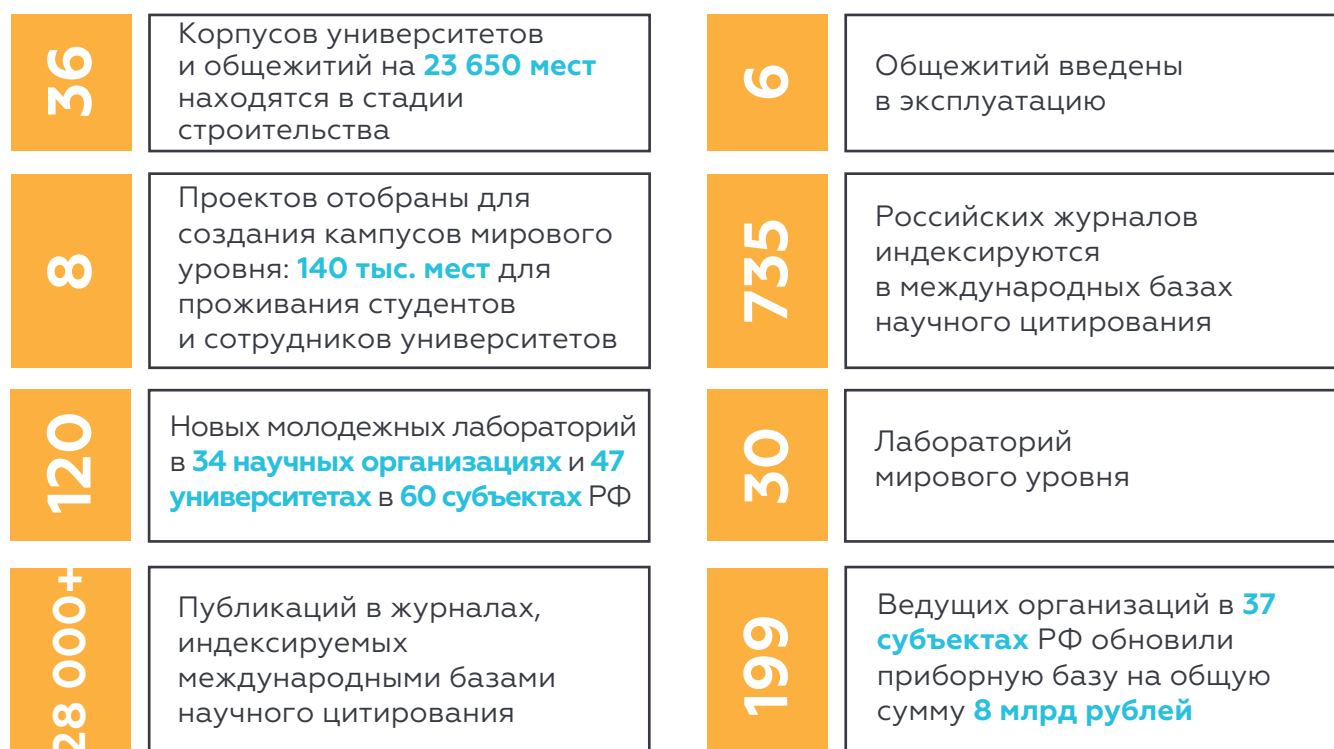 36
Корпусов университетов
и общежитий на 23 650 мест
находятся в стадии
строительства
6
Общежитий введены
в эксплуатацию
8
Проектов отобраны для
создания кампусов мирового
уровня: 140 тыс. мест для
проживания студентов
и сотрудников университетов
735
Российских журналов
индексируются
в международных базах
научного цитирования
120
Новых молодежных лабораторий
в 34 научных организациях и 47
университетах в 60 субъектах РФ
30
Лабораторий
мирового уровня
28 000+
Публикаций в журналах,
индексируемых
международными базами
научного цитирования
199
Ведущих организаций в 37
субъектах РФ обновили
приборную базу на общую
сумму 8 млрд рублей